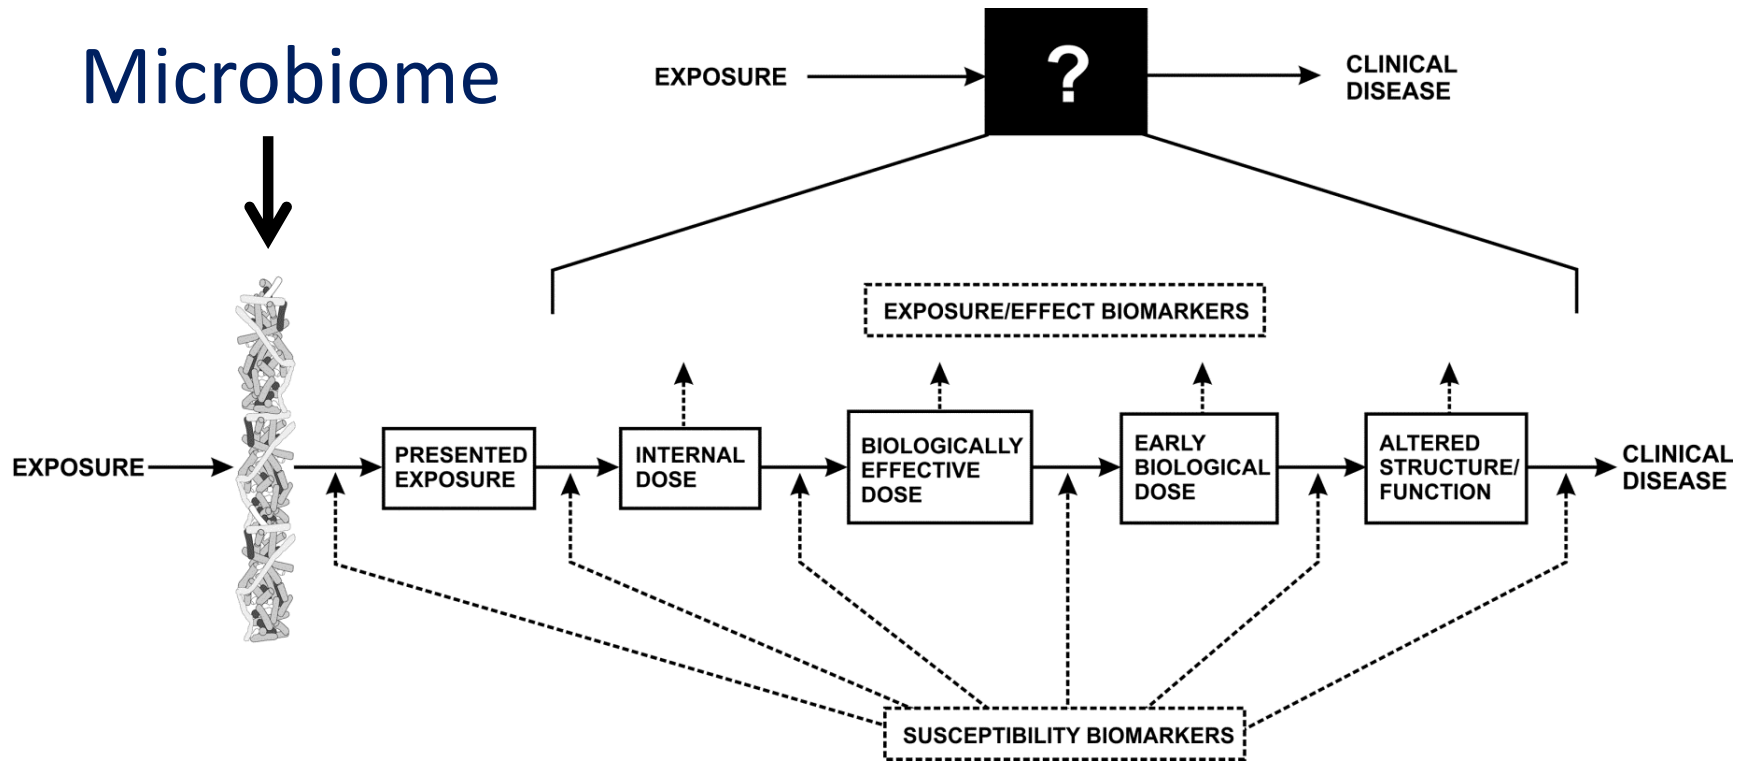 Microbiome
EXPOSURE
?
CLINICAL
DISEASE
EXPOSURE/EFFECT BIOMARKERS
EXPOSURE
PRESENTED
EXPOSURE
INTERNAL
DOSE
BIOLOGICALLY
EFFECTIVE
DOSE
EARLY
BIOLOGICAL
DOSE
ALTERED
STRUCTURE/
FUNCTION
CLINICAL
DISEASE
SUSCEPTIBILITY BIOMARKERS